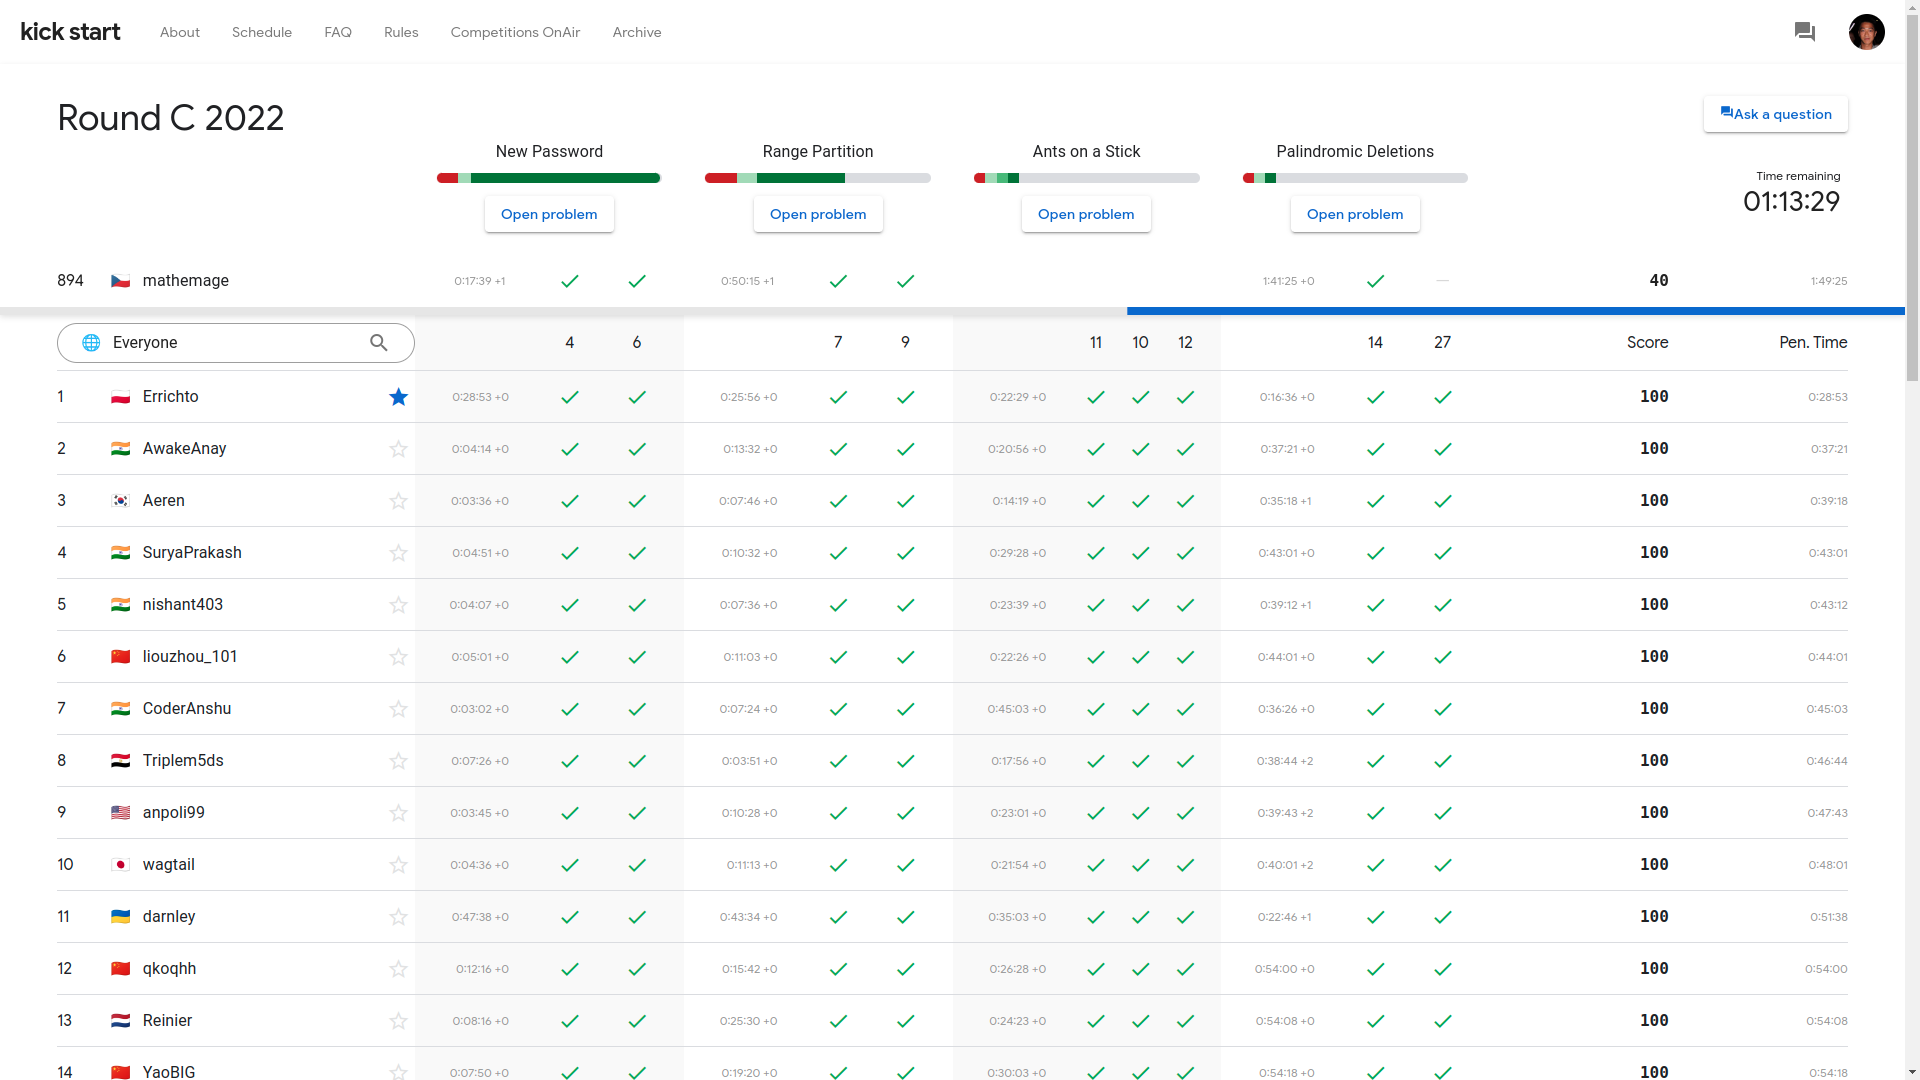 kick start About Schedule FAQ Rules Competitions OnAir Archive
Round C 2022
Ask a question
New Password Range Partition Ants on a Stick Palindromic Deletions
Time remaining
01:13:29
Open problem Open problem Open problem Open problem
894 mathemage 0:17:39 +1 0:50:15 +1 1:41:25 +0 — 40 1:49:25
Everyone 4 6 7 9 11 10 12 14 27 Score Pen. Time
1 Errichto 0:28:53 +0 0:25:56 +0 0:22:29 +0 0:16:36 +0 100 0:28:53
2 AwakeAnay 0:04:14 +0 0:13:32 +0 0:20:56 +0 0:37:21 +0 100 0:37:21
3 Aeren 0:03:36 +0 0:07:46 +0 0:14:19 +0 0:35:18 +1 100 0:39:18
4 SuryaPrakash 0:04:51 +0 0:10:32 +0 0:29:28 +0 0:43:01 +0 100 0:43:01
5 nishant403 0:04:07 +0 0:07:36 +0 0:23:39 +0 0:39:12 +1 100 0:43:12
6 liouzhou_101 0:05:01 +0 0:11:03 +0 0:22:26 +0 0:44:01 +0 100 0:44:01
7 CoderAnshu 0:03:02 +0 0:07:24 +0 0:45:03 +0 0:36:26 +0 100 0:45:03
8 Triplem5ds 0:07:26 +0 0:03:51 +0 0:17:56 +0 0:38:44 +2 100 0:46:44
9 anpoli99 0:03:45 +0 0:10:28 +0 0:23:01 +0 0:39:43 +2 100 0:47:43
10 wagtail 0:04:36 +0 0:11:13 +0 0:21:54 +0 0:40:01 +2 100 0:48:01
11 darnley 0:47:38 +0 0:43:34 +0 0:35:03 +0 0:22:46 +1 100 0:51:38
12 qkoqhh 0:12:16 +0 0:15:42 +0 0:26:28 +0 0:54:00 +0 100 0:54:00
13 Reinier 0:08:16 +0 0:25:30 +0 0:24:23 +0 0:54:08 +0 100 0:54:08
14 YaoBIG 0:07:50 +0 0:19:20 +0 0:30:03 +0 0:54:18 +0 100 0:54:18